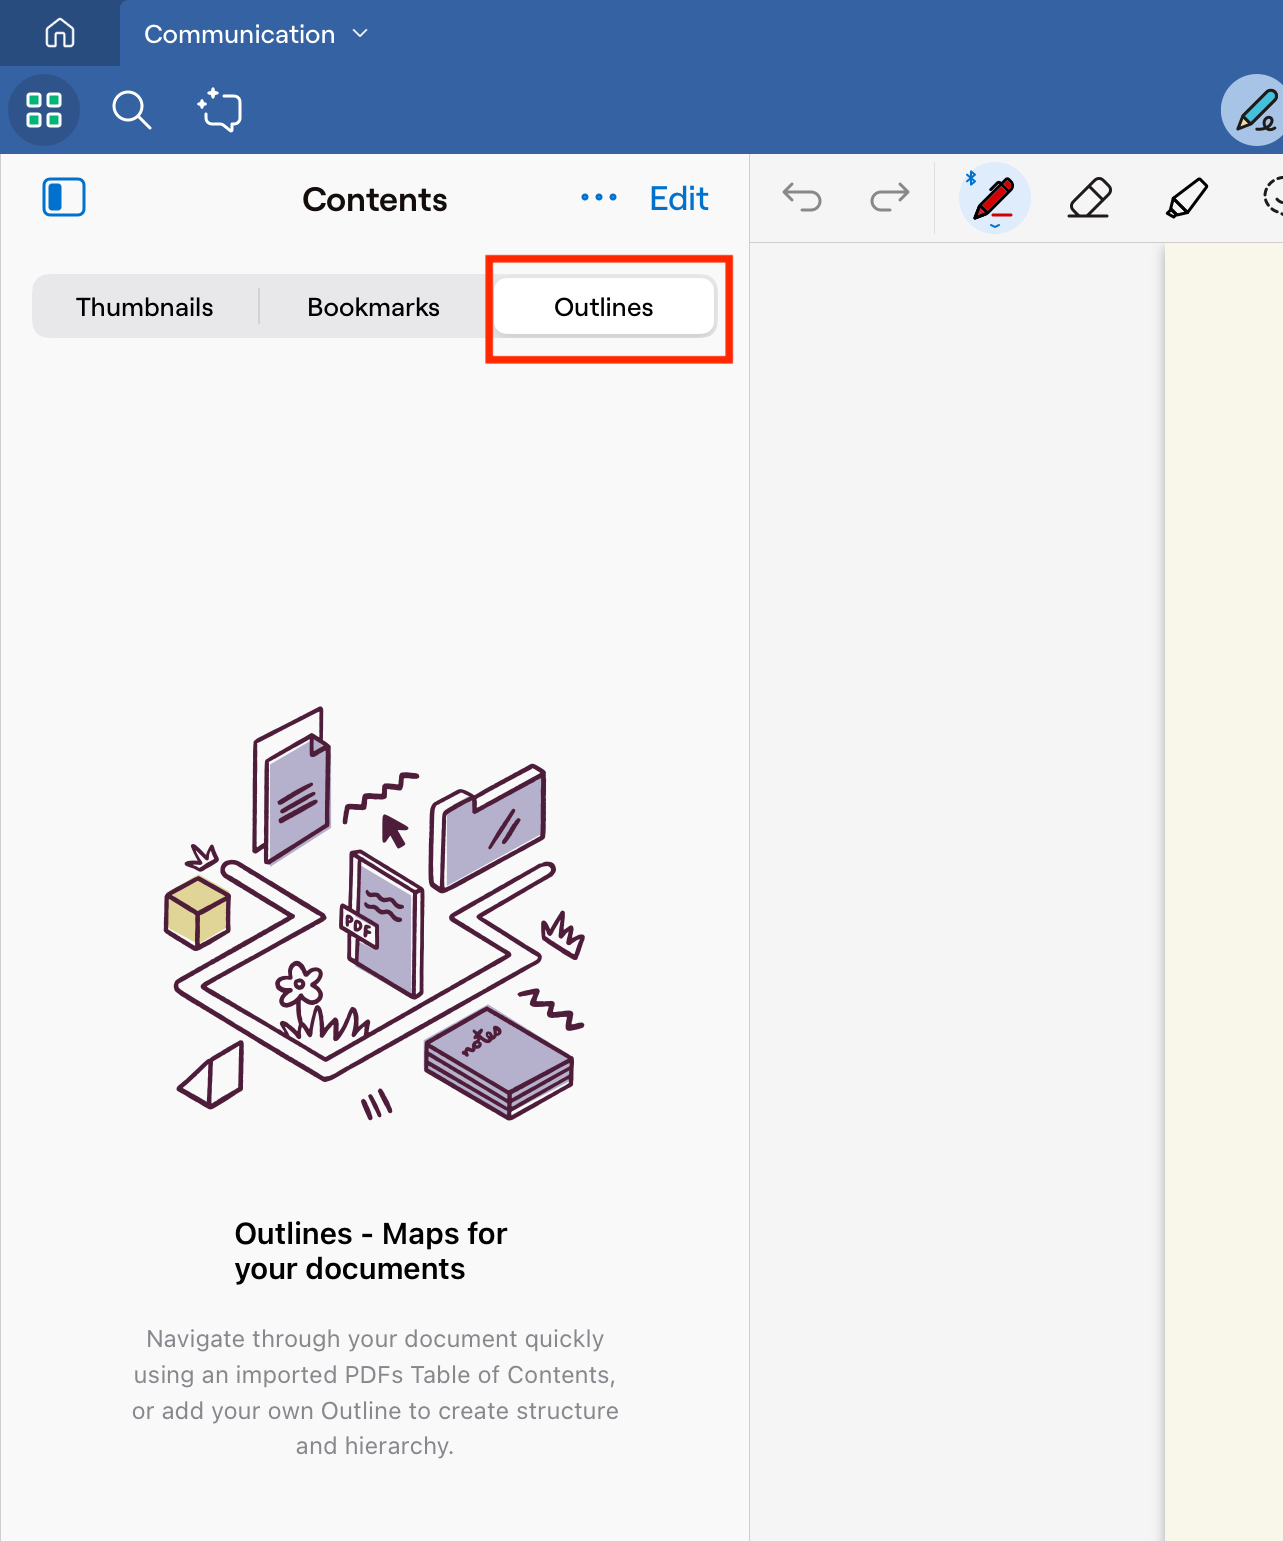 Communication
Contents
Edit
Thumbnails
Bookmarks
Outlines
PDF
notes
Outlines - Maps for
your documents
Navigate through your document quickly
using an imported PDFs Table of Contents,
or add your own Outline to create structure
and hierarchy.